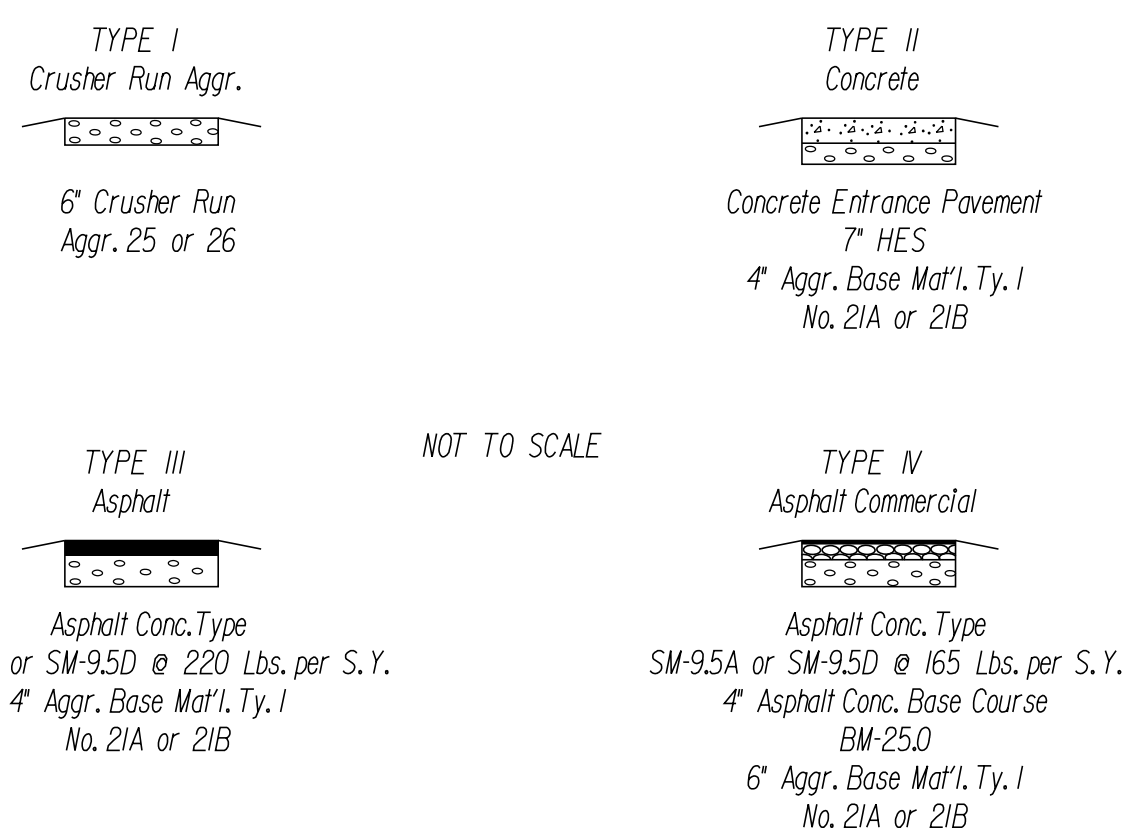 TYPE I
Crusher Run Aggr.
6" Crusher Run
Aggr. 25 or 26
TYPE II
Concrete
Concrete Entrance Pavement
7" HES
4" Aggr. Base Mat'l. Ty. I
No. 21A or 21B
NOT TO SCALE
TYPE III
Asphalt
Asphalt Conc. Type
or SM-9.5D @ 220 Lbs. per S.Y.
4" Aggr. Base Mat'l. Ty. I
No. 21A or 21B
TYPE IV
Asphalt Commercial
Asphalt Conc. Type
SM-9.5A or SM-9.5D @ 165 Lbs. per S.Y.
4" Asphalt Conc. Base Course
BM-25.0
6" Aggr. Base Mat'l. Ty. I
No. 21A or 21B